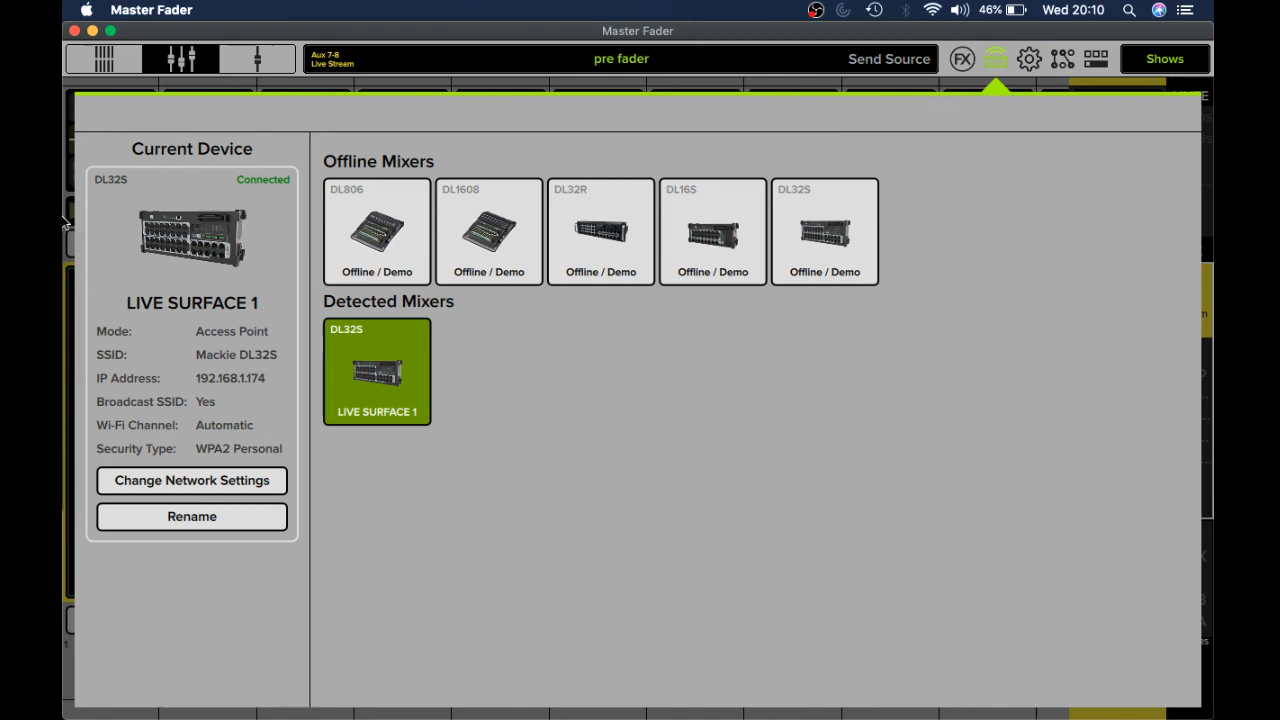 Master Fader
46%
Wed 20:10
Master Fader
Aux 7-8
Live Stream
pre fader
Send Source
FX
Shows
Current Device
DL32S
Connected
LIVE SURFACE 1
Mode: Access Point
SSID: Mackie DL32S
IP Address: 192.168.1.174
Broadcast SSID: Yes
Wi-Fi Channel: Automatic
Security Type: WPA2 Personal
Change Network Settings
Rename
Offline Mixers
DL806
Offline / Demo
DL1608
Offline / Demo
DL32R
Offline / Demo
DL16S
Offline / Demo
DL32S
Offline / Demo
Detected Mixers
DL32S
LIVE SURFACE 1